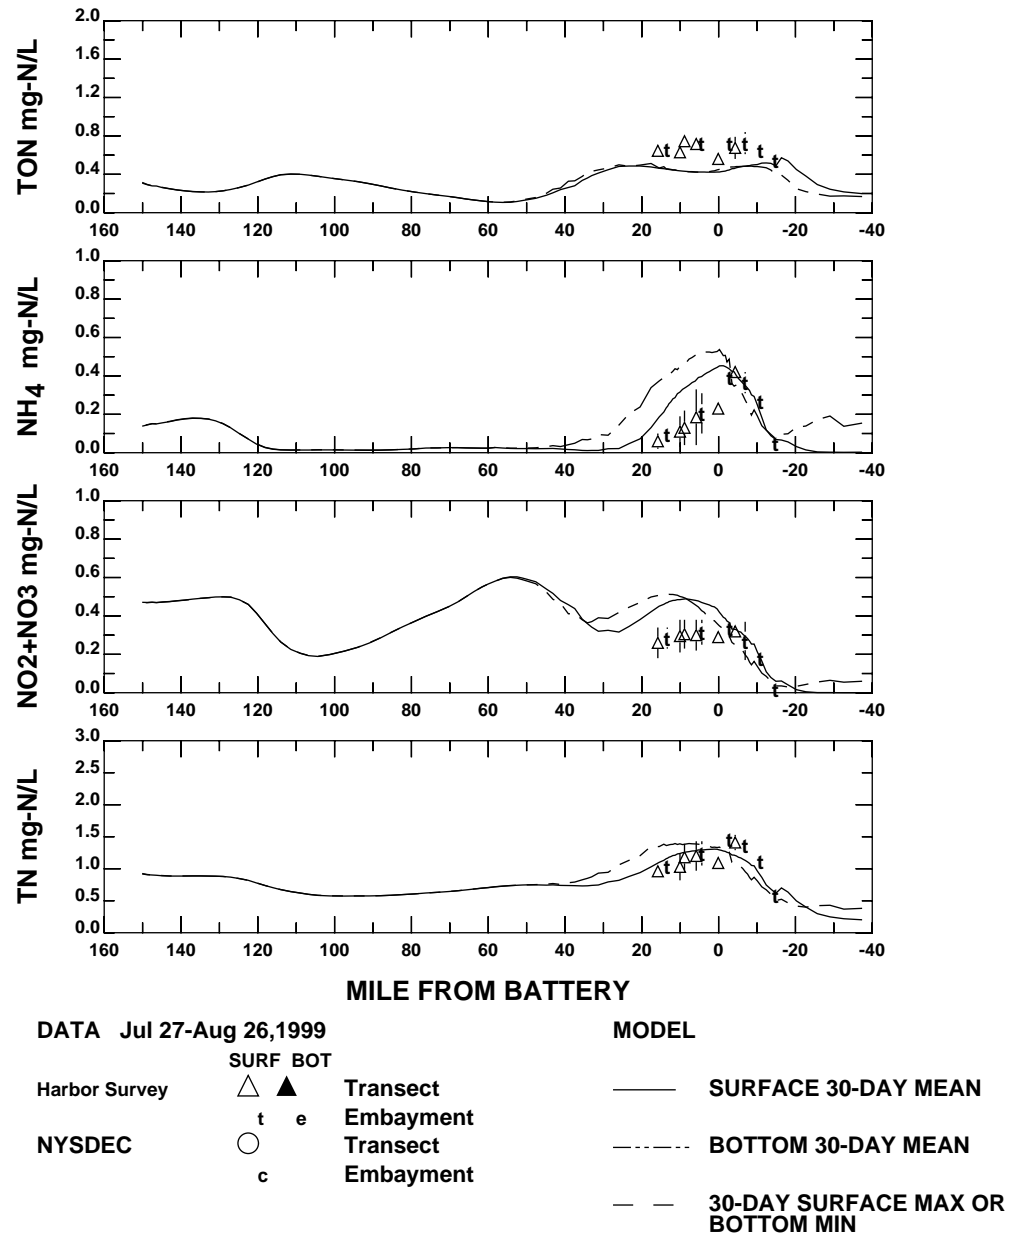 TON mg-N/L
2.0
1.6
1.2
0.8
0.4
0.0
160 140 120 100 80 60 40 20 0 -20 -40
t t t t t t
NH4 mg-N/L
1.0
0.8
0.6
0.4
0.2
0.0
160 140 120 100 80 60 40 20 0 -20 -40
t t t t t t
NO2+NO3 mg-N/L
1.0
0.8
0.6
0.4
0.2
0.0
160 140 120 100 80 60 40 20 0 -20 -40
t t t t t t
TN mg-N/L
3.0
2.5
2.0
1.5
1.0
0.5
0.0
160 140 120 100 80 60 40 20 0 -20 -40
t t t t t t
MILE FROM BATTERY
DATA Jul 27-Aug 26,1999
SURF BOT
Harbor Survey Transect
t e Embayment
NYSDEC Transect
c Embayment
MODEL
SURFACE 30-DAY MEAN
BOTTOM 30-DAY MEAN
30-DAY SURFACE MAX OR
BOTTOM MIN